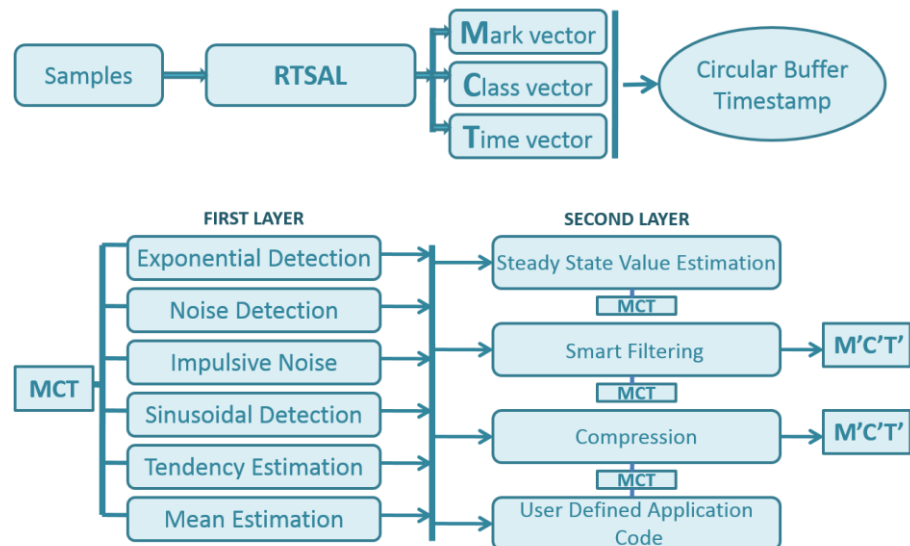 Samples
RTSAL
Mark vector
Class vector
Time vector
Circular Buffer
Timestamp
FIRST LAYER
SECOND LAYER
MCT
Exponential Detection
Noise Detection
Impulsive Noise
Sinusoidal Detection
Tendency Estimation
Mean Estimation
Steady State Value Estimation
MCT
Smart Filtering
M'C'T'
MCT
Compression
M'C'T'
MCT
User Defined Application
Code